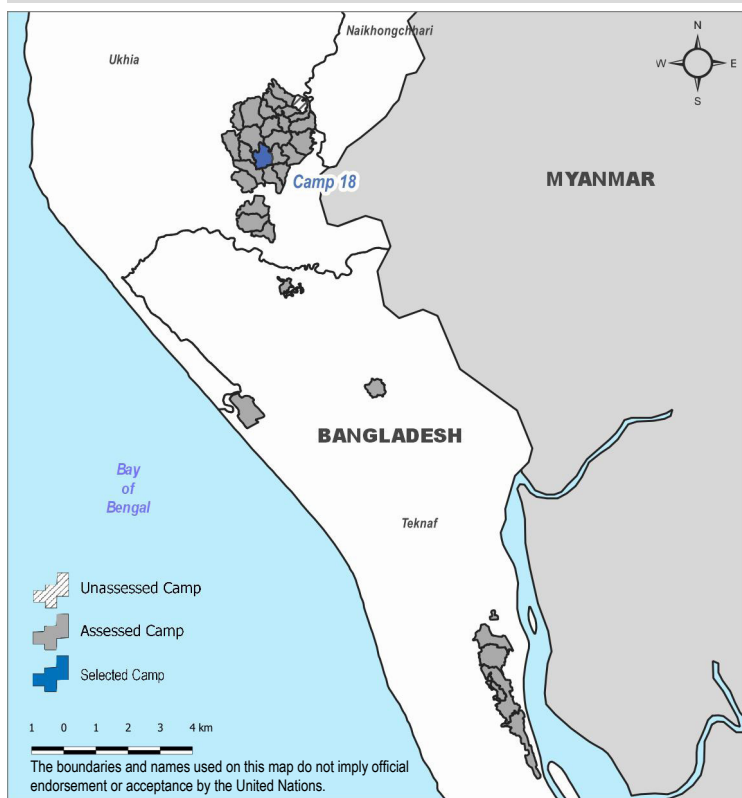 Naikhongchhari
Ukhia
N
W
E
S
Camp 18
MYANMAR
BANGLADESH
Bay
of
Bengal
Teknaf
Unassessed Camp
Assessed Camp
Selected Camp
1 0 1 2 3 4 km
The boundaries and names used on this map do not imply official
endorsement or acceptance by the United Nations.